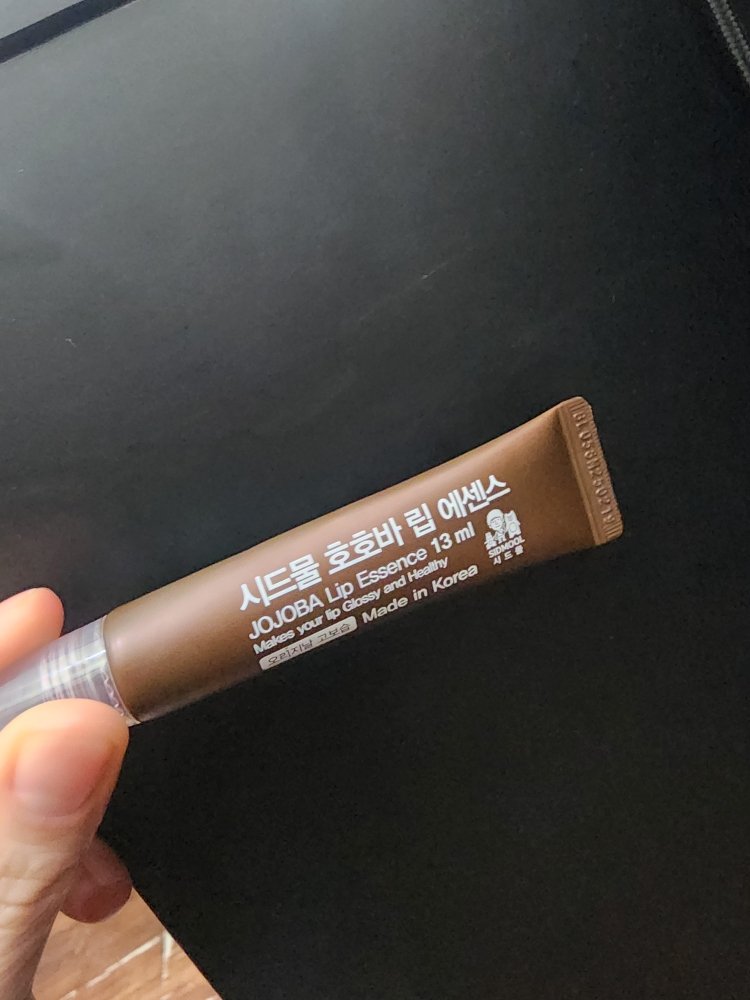 시드물 호호바 립 에센스
JOJOBA Lip Essence 13 ml
Makes your lip Glossy and Healthy
오리지날 고보습 Made in Korea
SIDMOOL
시드물